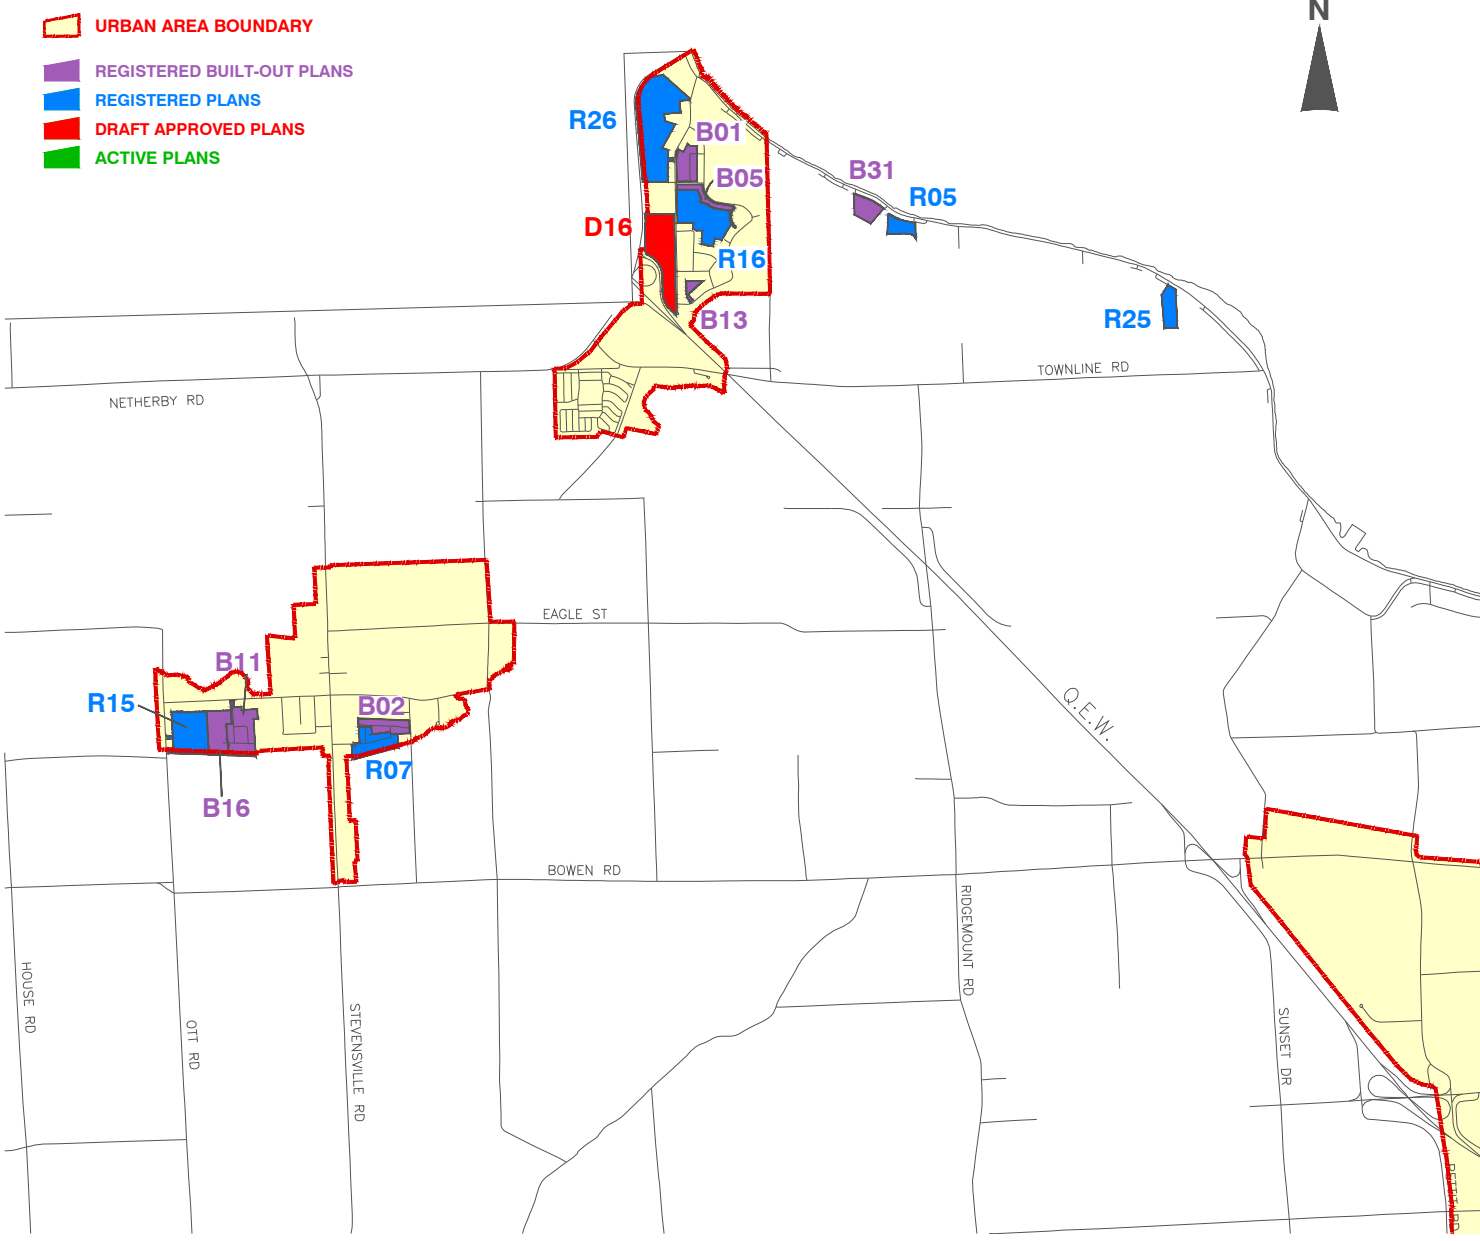 N
URBAN AREA BOUNDARY
REGISTERED BUILT-OUT PLANS
REGISTERED PLANS
DRAFT APPROVED PLANS
ACTIVE PLANS
R26
B01
B05
B31
R05
D16
R16
B13
R25
TOWNLINE RD
NETHERBY RD
EAGLE ST
B11
R15
B02
Q.E.W.
R07
B16
BOWEN RD
RIDGEMOUNT RD
HOUSE RD
OTT RD
STEVENSVILLE RD
SUNSET DR
PETTIT RD